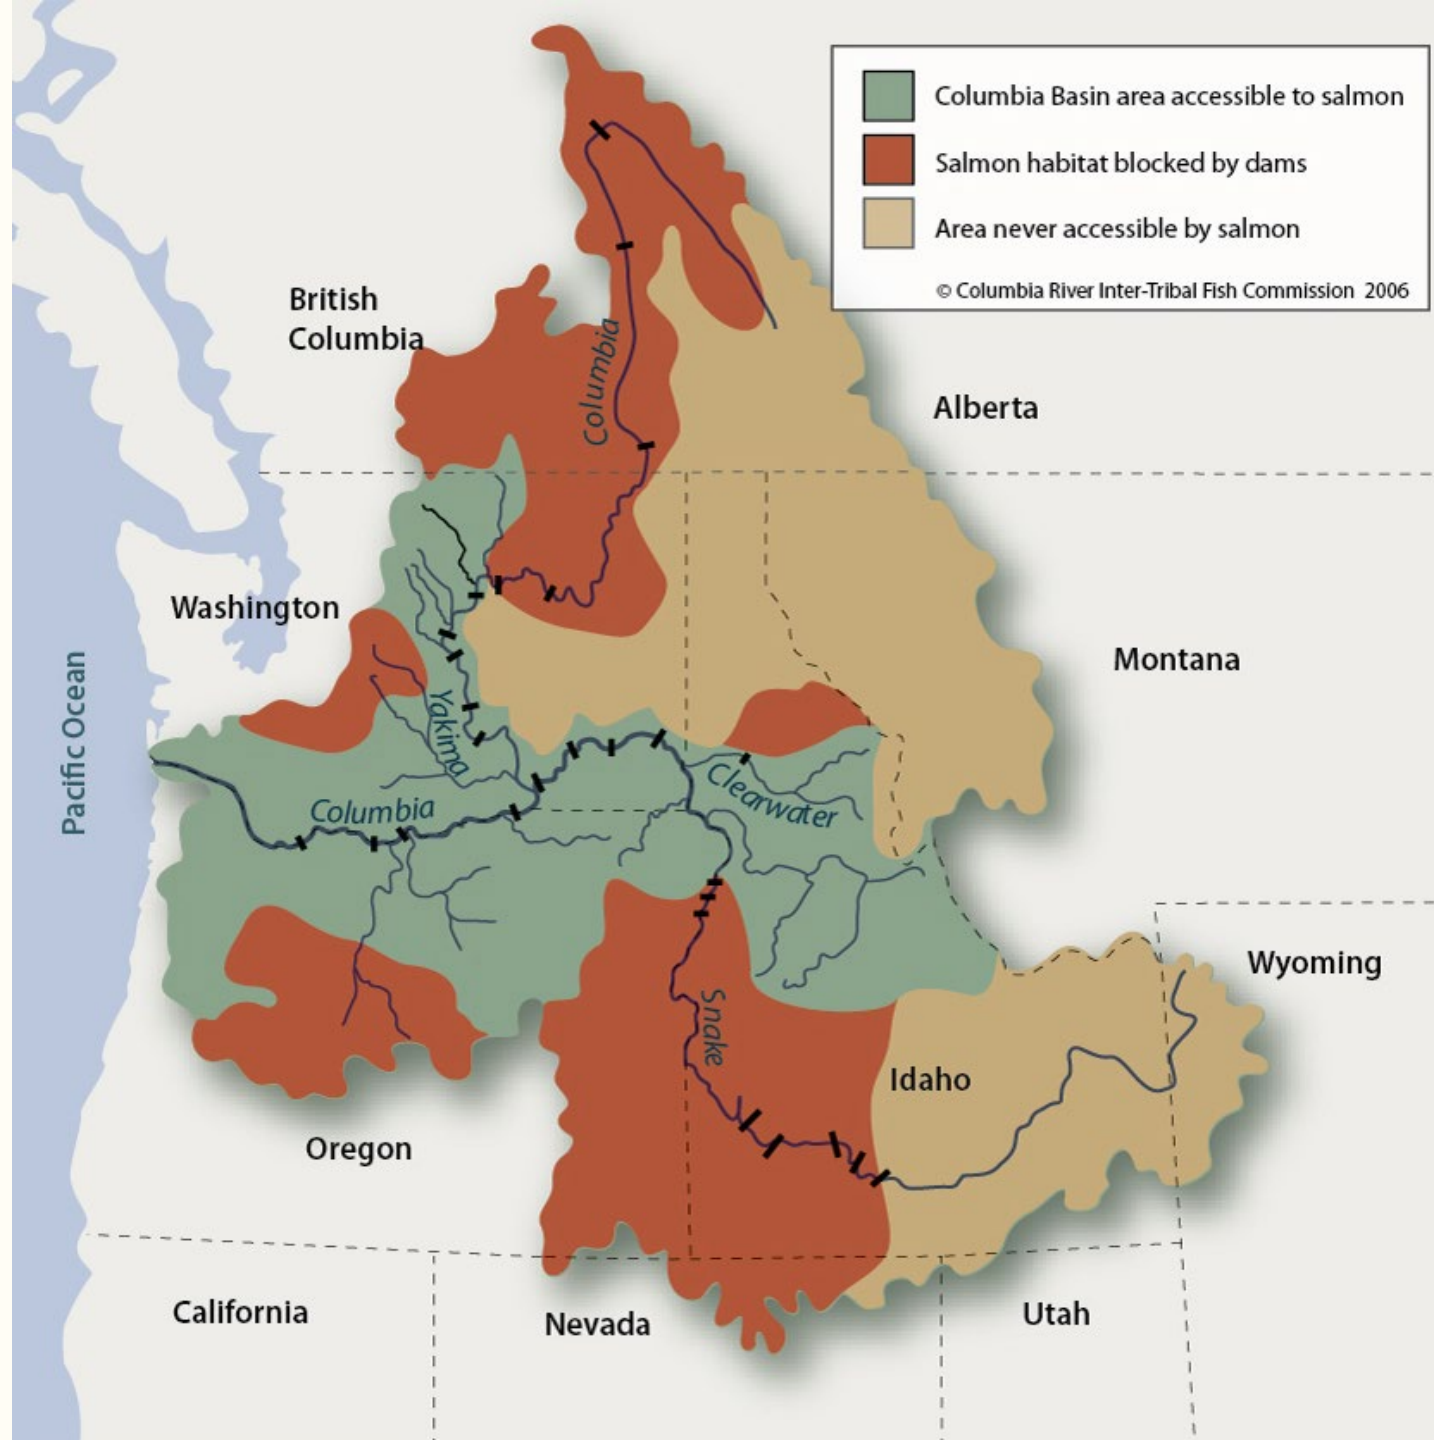 Columbia Basin area accessible to salmon
Salmon habitat blocked by dams
Area never accessible by salmon
© Columbia River Inter-Tribal Fish Commission 2006
British
Columbia
Columbia
Alberta
Washington
Montana
Pacific Ocean
Yakima
Clearwater
Columbia
Wyoming
Snake
Idaho
Oregon
California
Nevada
Utah